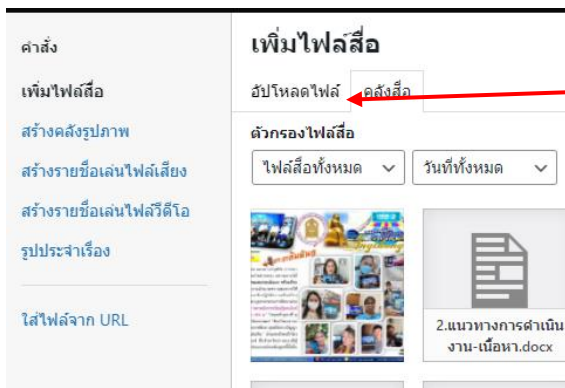 คำสั่ง
เพิ่มไฟล์สื่อ
สร้างคลังรูปภาพ
สร้างรายชื่อเล่นไฟล์เสียง
สร้างรายชื่อเล่นไฟล์วีดีโอ
รูปประจำเรื่อง
ใส่ไฟล์จาก URL
เพิ่มไฟล์สื่อ
อัปโหลดไฟล์ คลังสื่อ
ตัวกรองไฟล์สื่อ
ไฟล์สื่อทั้งหมด วันที่ทั้งหมด
2.แนวทางการดำเนิน
งาน-เนื้อหา.docx